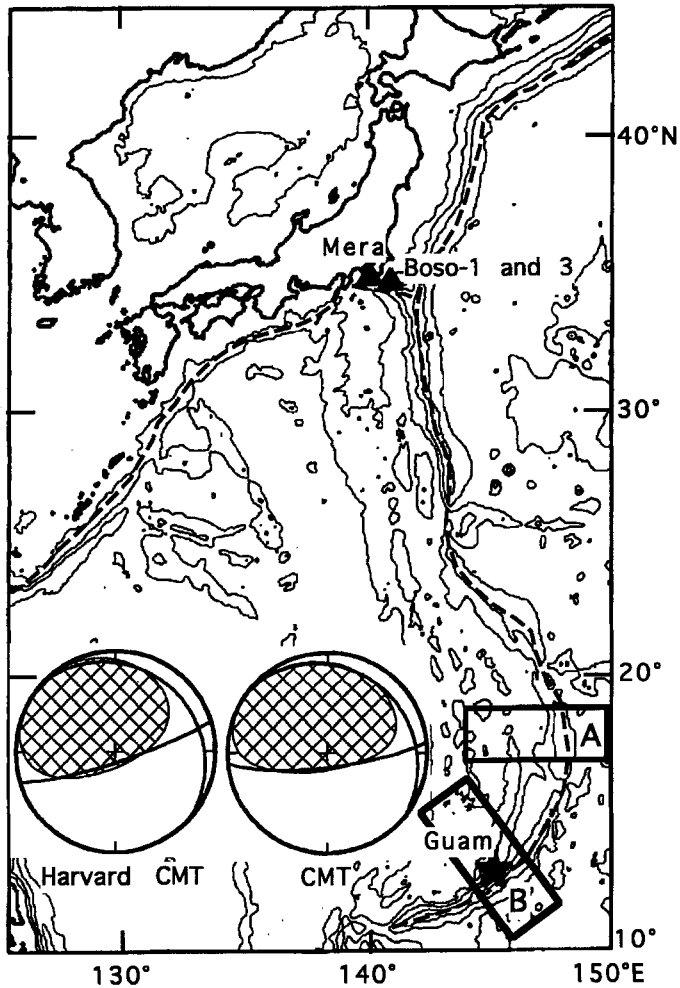 40°N
Mera
Boso-1 and 3
30°
20°
A
Guam
B
Harvard CMT
CMT
10°
130°
140°
150°E